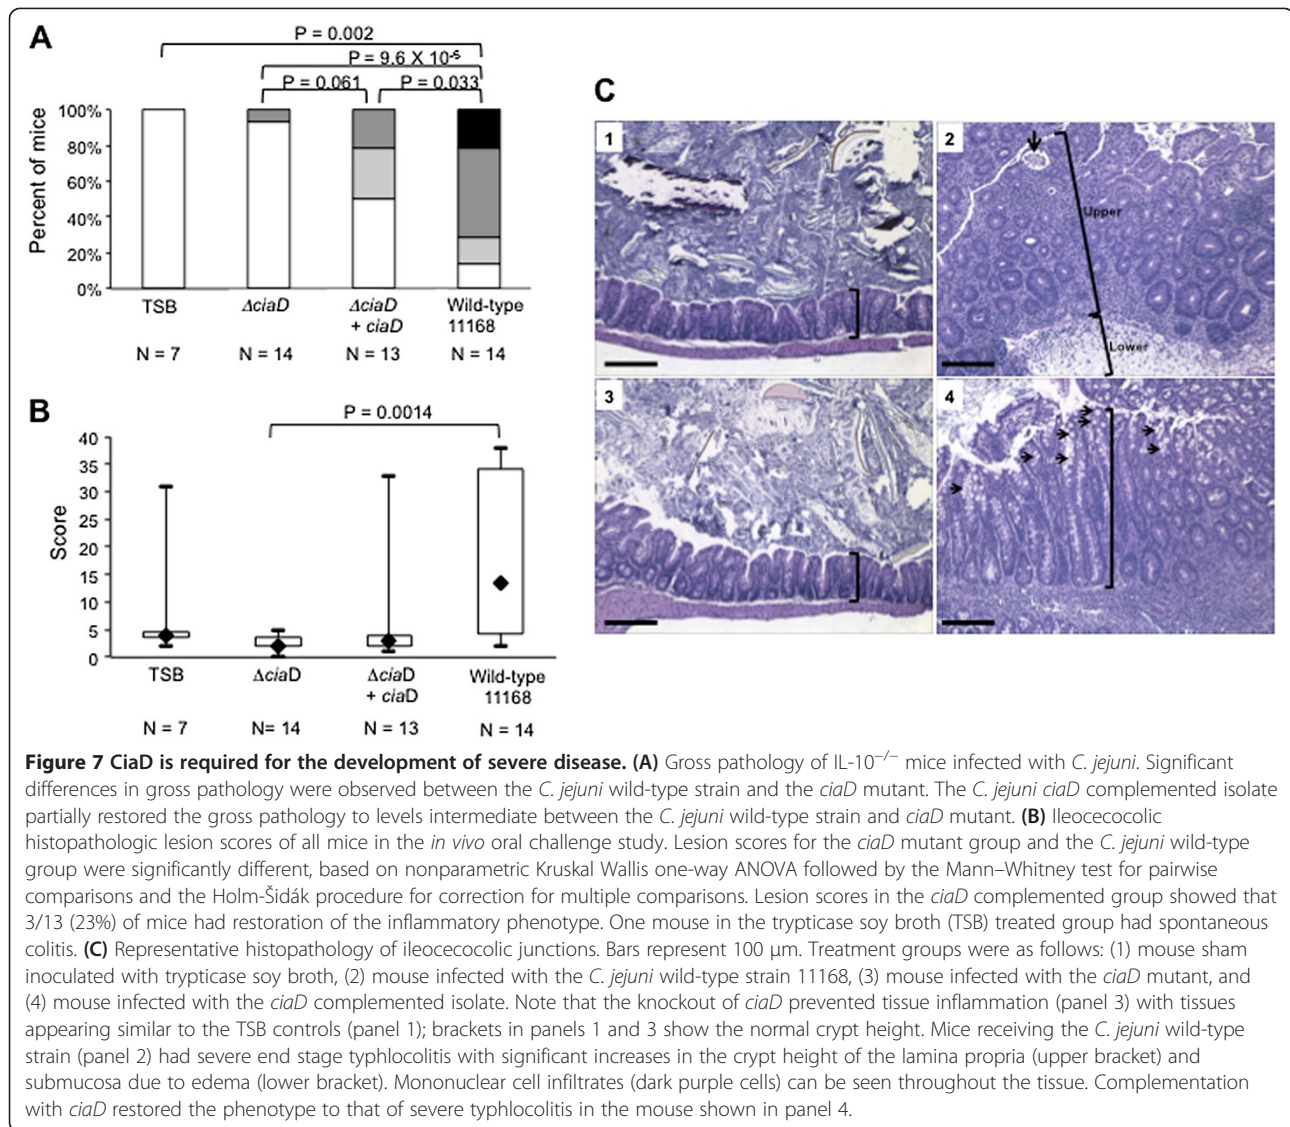 A
P = 0.002
P = 9.6 X 10-5
P = 0.061
P = 0.033
Percent of mice
100%
80%
60%
40%
20%
0%
TSB
ΔciaD
ΔciaD
+ ciaD
Wild-type
11168
N = 7
N = 14
N = 13
N = 14
B
P = 0.0014
Score
40
35
30
25
20
15
10
5
0
TSB
ΔciaD
ΔciaD
+ ciaD
Wild-type
11168
N = 7
N= 14
N = 13
N = 14
C
1
2
Upper
Lower
3
4
Figure 7 CiaD is required for the development of severe disease. (A) Gross pathology of IL-10−/− mice infected with C. jejuni. Significant
differences in gross pathology were observed between the C. jejuni wild-type strain and the ciaD mutant. The C. jejuni ciaD complemented isolate
partially restored the gross pathology to levels intermediate between the C. jejuni wild-type strain and ciaD mutant. (B) Ileocecocolic
histopathologic lesion scores of all mice in the in vivo oral challenge study. Lesion scores for the ciaD mutant group and the C. jejuni wild-type
group were significantly different, based on nonparametric Kruskal Wallis one-way ANOVA followed by the Mann–Whitney test for pairwise
comparisons and the Holm-Šidák procedure for correction for multiple comparisons. Lesion scores in the ciaD complemented group showed that
3/13 (23%) of mice had restoration of the inflammatory phenotype. One mouse in the trypticase soy broth (TSB) treated group had spontaneous
colitis. (C) Representative histopathology of ileocecocolic junctions. Bars represent 100 μm. Treatment groups were as follows: (1) mouse sham
inoculated with trypticase soy broth, (2) mouse infected with the C. jejuni wild-type strain 11168, (3) mouse infected with the ciaD mutant, and
(4) mouse infected with the ciaD complemented isolate. Note that the knockout of ciaD prevented tissue inflammation (panel 3) with tissues
appearing similar to the TSB controls (panel 1); brackets in panels 1 and 3 show the normal crypt height. Mice receiving the C. jejuni wild-type
strain (panel 2) had severe end stage typhlocolitis with significant increases in the crypt height of the lamina propria (upper bracket) and
submucosa due to edema (lower bracket). Mononuclear cell infiltrates (dark purple cells) can be seen throughout the tissue. Complementation
with ciaD restored the phenotype to that of severe typhlocolitis in the mouse shown in panel 4.